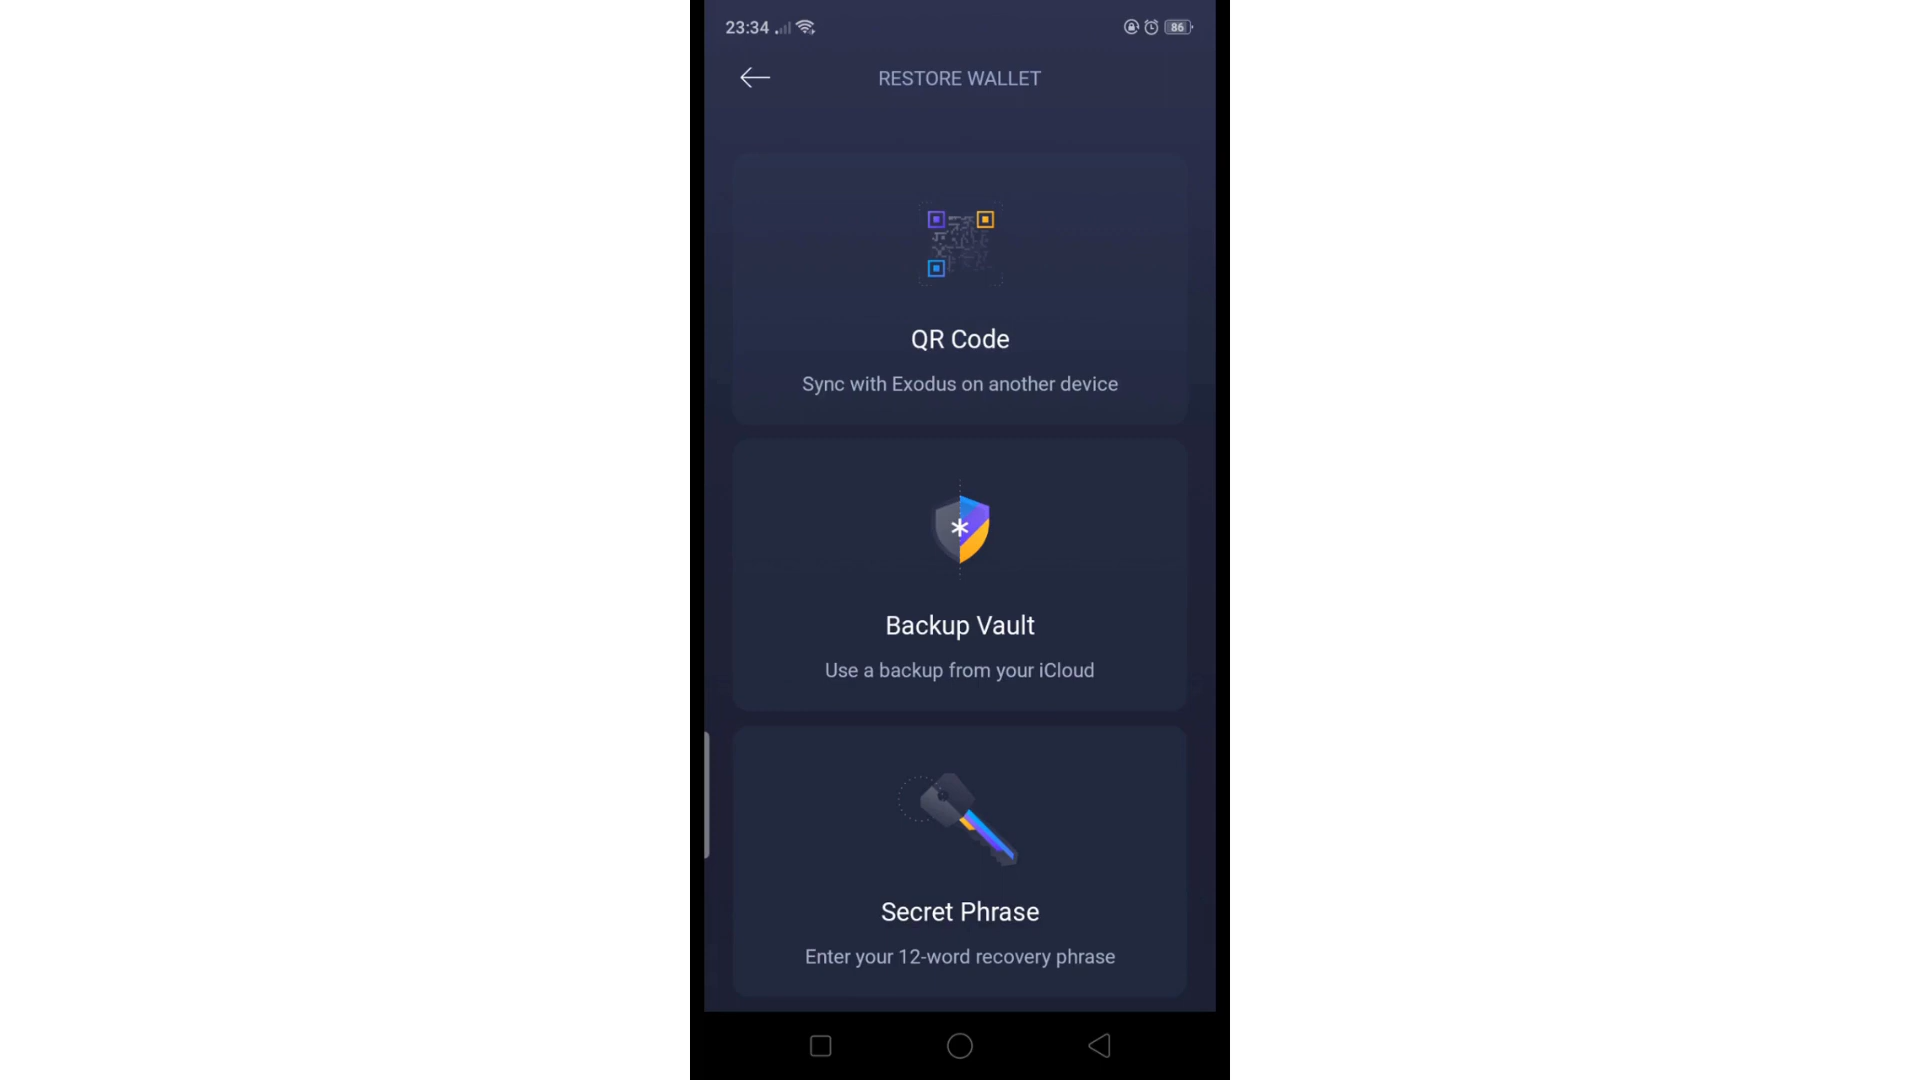 23:34
86
RESTORE WALLET
QR Code
Sync with Exodus on another device
Backup Vault
Use a backup from your iCloud
Secret Phrase
Enter your 12-word recovery phrase